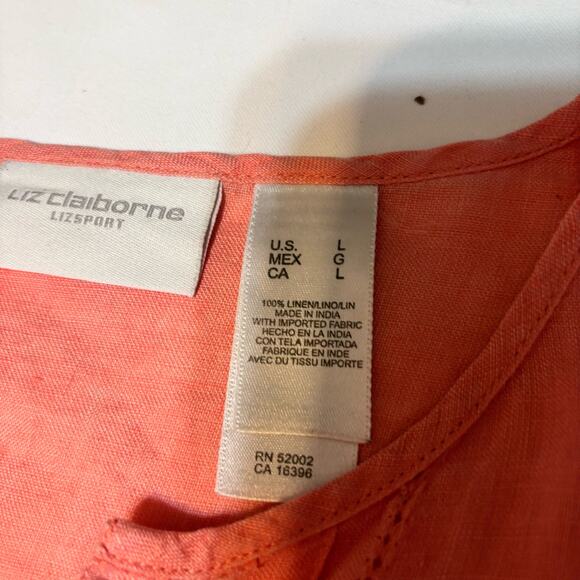 Liz claiborne
LIZSPORT
U.S. L
MEX G
CA L
100% LINEN/LINO/LIN
MADE IN INDIA
WITH IMPORTED FABRIC
HECHO EN LA INDIA
CON TELA IMPORTADA
FABRIQUE EN INDE
AVEC DU TISSU IMPORTE
RN 52002
CA 16396